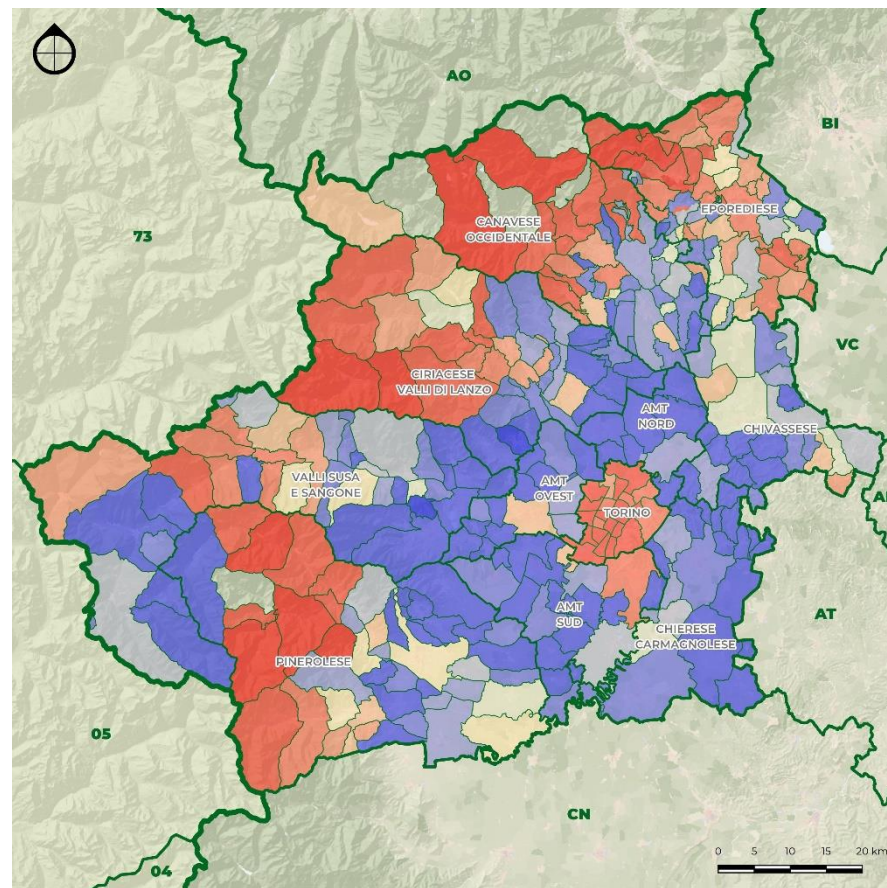 AO
BI
73
CANAVESE
OCCIDENTALE
EPOREDIESE
VC
CIRIACESE
VALLI DI LANZO
AMT
NORD
CHIVASSESE
VALLI SUSA
E SANGONE
AMT
OVEST
TORINO
AT
AMT
SUD
CHIERESE
CARMAGNOLESE
PINEROLESE
05
CN
04
0 5 10 15 20 km